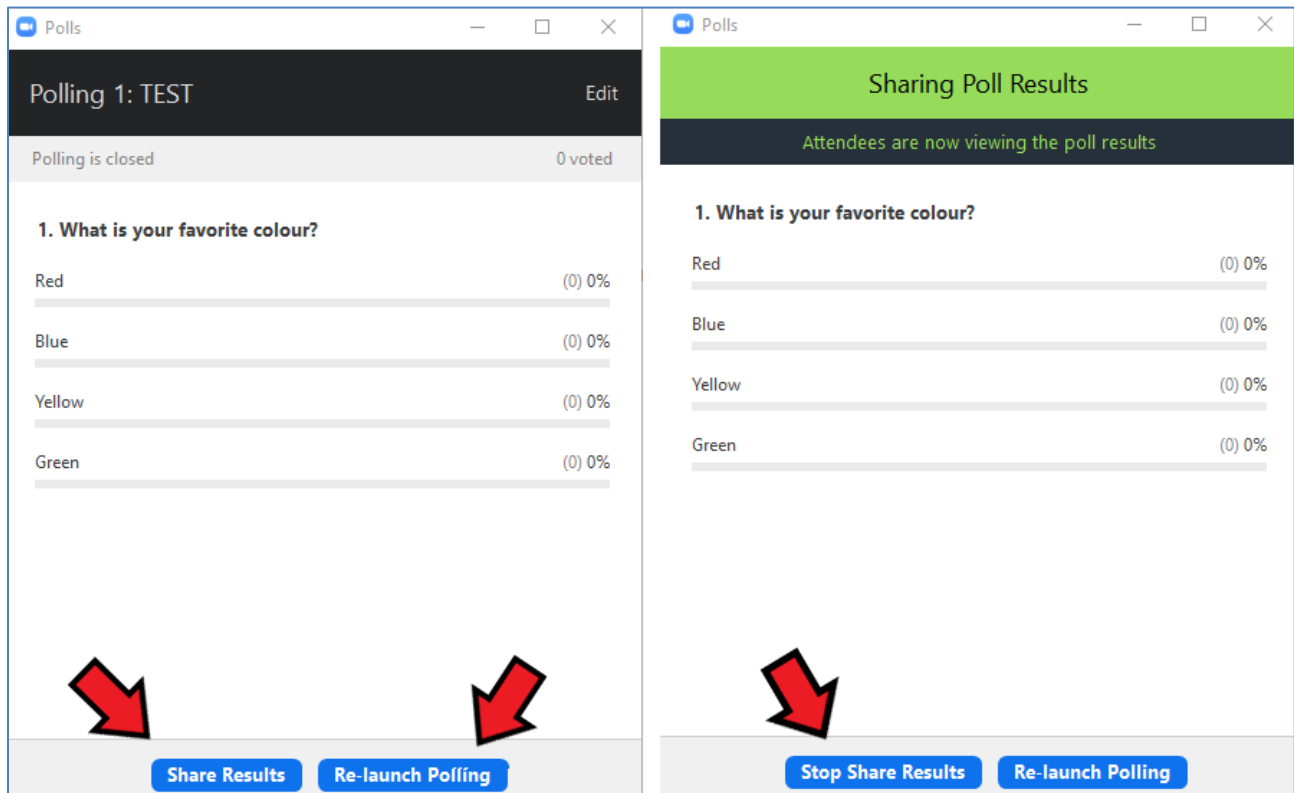 Polls
Polling 1: TEST Edit
Polling is closed 0 voted
1. What is your favorite colour?
Red (0) 0%
Blue (0) 0%
Yellow (0) 0%
Green (0) 0%
Share Results Re-launch Polling
Polls
Sharing Poll Results
Attendees are now viewing the poll results
1. What is your favorite colour?
Red (0) 0%
Blue (0) 0%
Yellow (0) 0%
Green (0) 0%
Stop Share Results Re-launch Polling